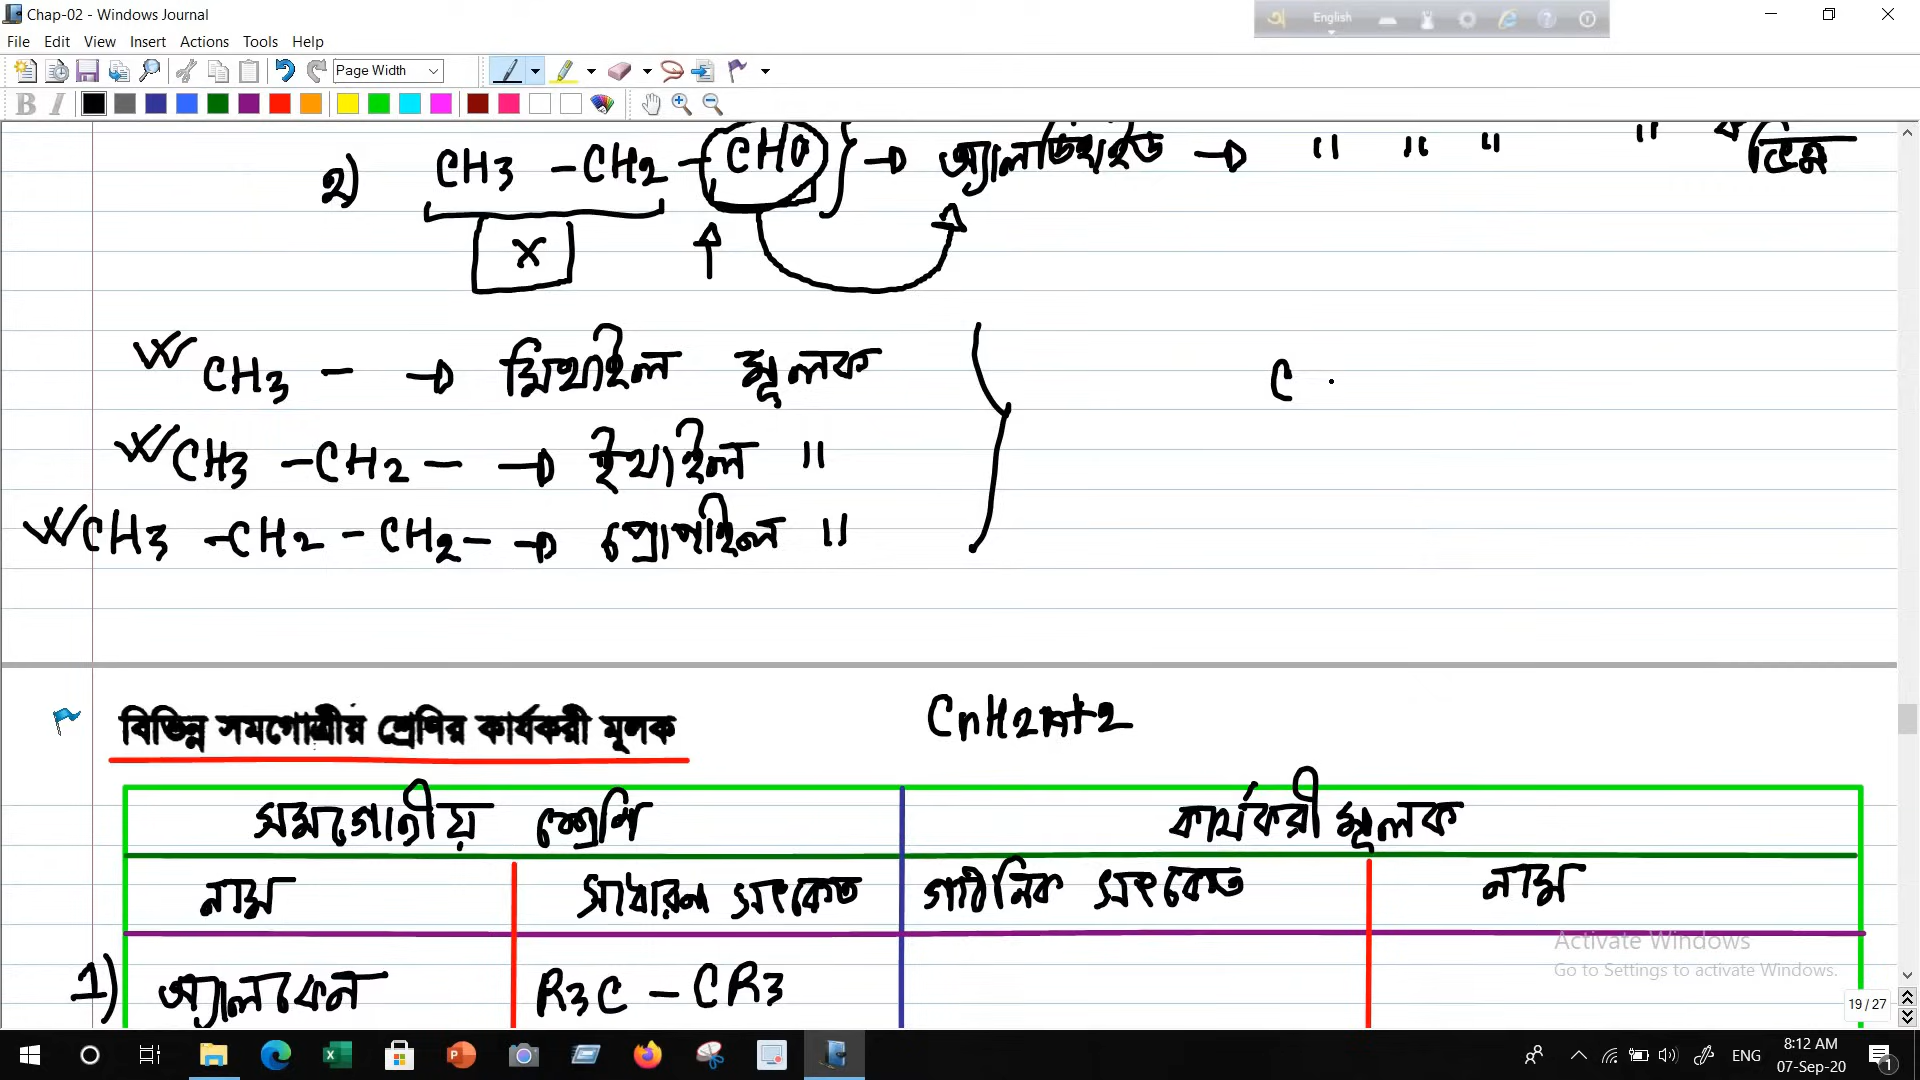 Chap-02 - Windows Journal
English
File Edit View Insert Actions Tools Help
Page Width
B I
২) CH3 - CH2 - CHO } → অ্যালডিহাইড → " " " "
X
CH3 - → মিথাইল মূলক
C
CH3 - CH2 - → ইথাইল "
CH3 - CH2 - CH2 - → প্রোপাইল "
বিভিন্ন সমগোত্রীয় শ্রেণির কার্যকরী মূলক
CnH2n+2
সমগোত্রীয় শ্রেণি কার্যকরী মূলক
নাম সাধারন সংকেত গাঠনিক সংকেত নাম
1) অ্যালকেন R3C - CR3
Activate Windows
Go to Settings to activate Windows.
19 / 27
ENG
8:12 AM
07-Sep-20
1